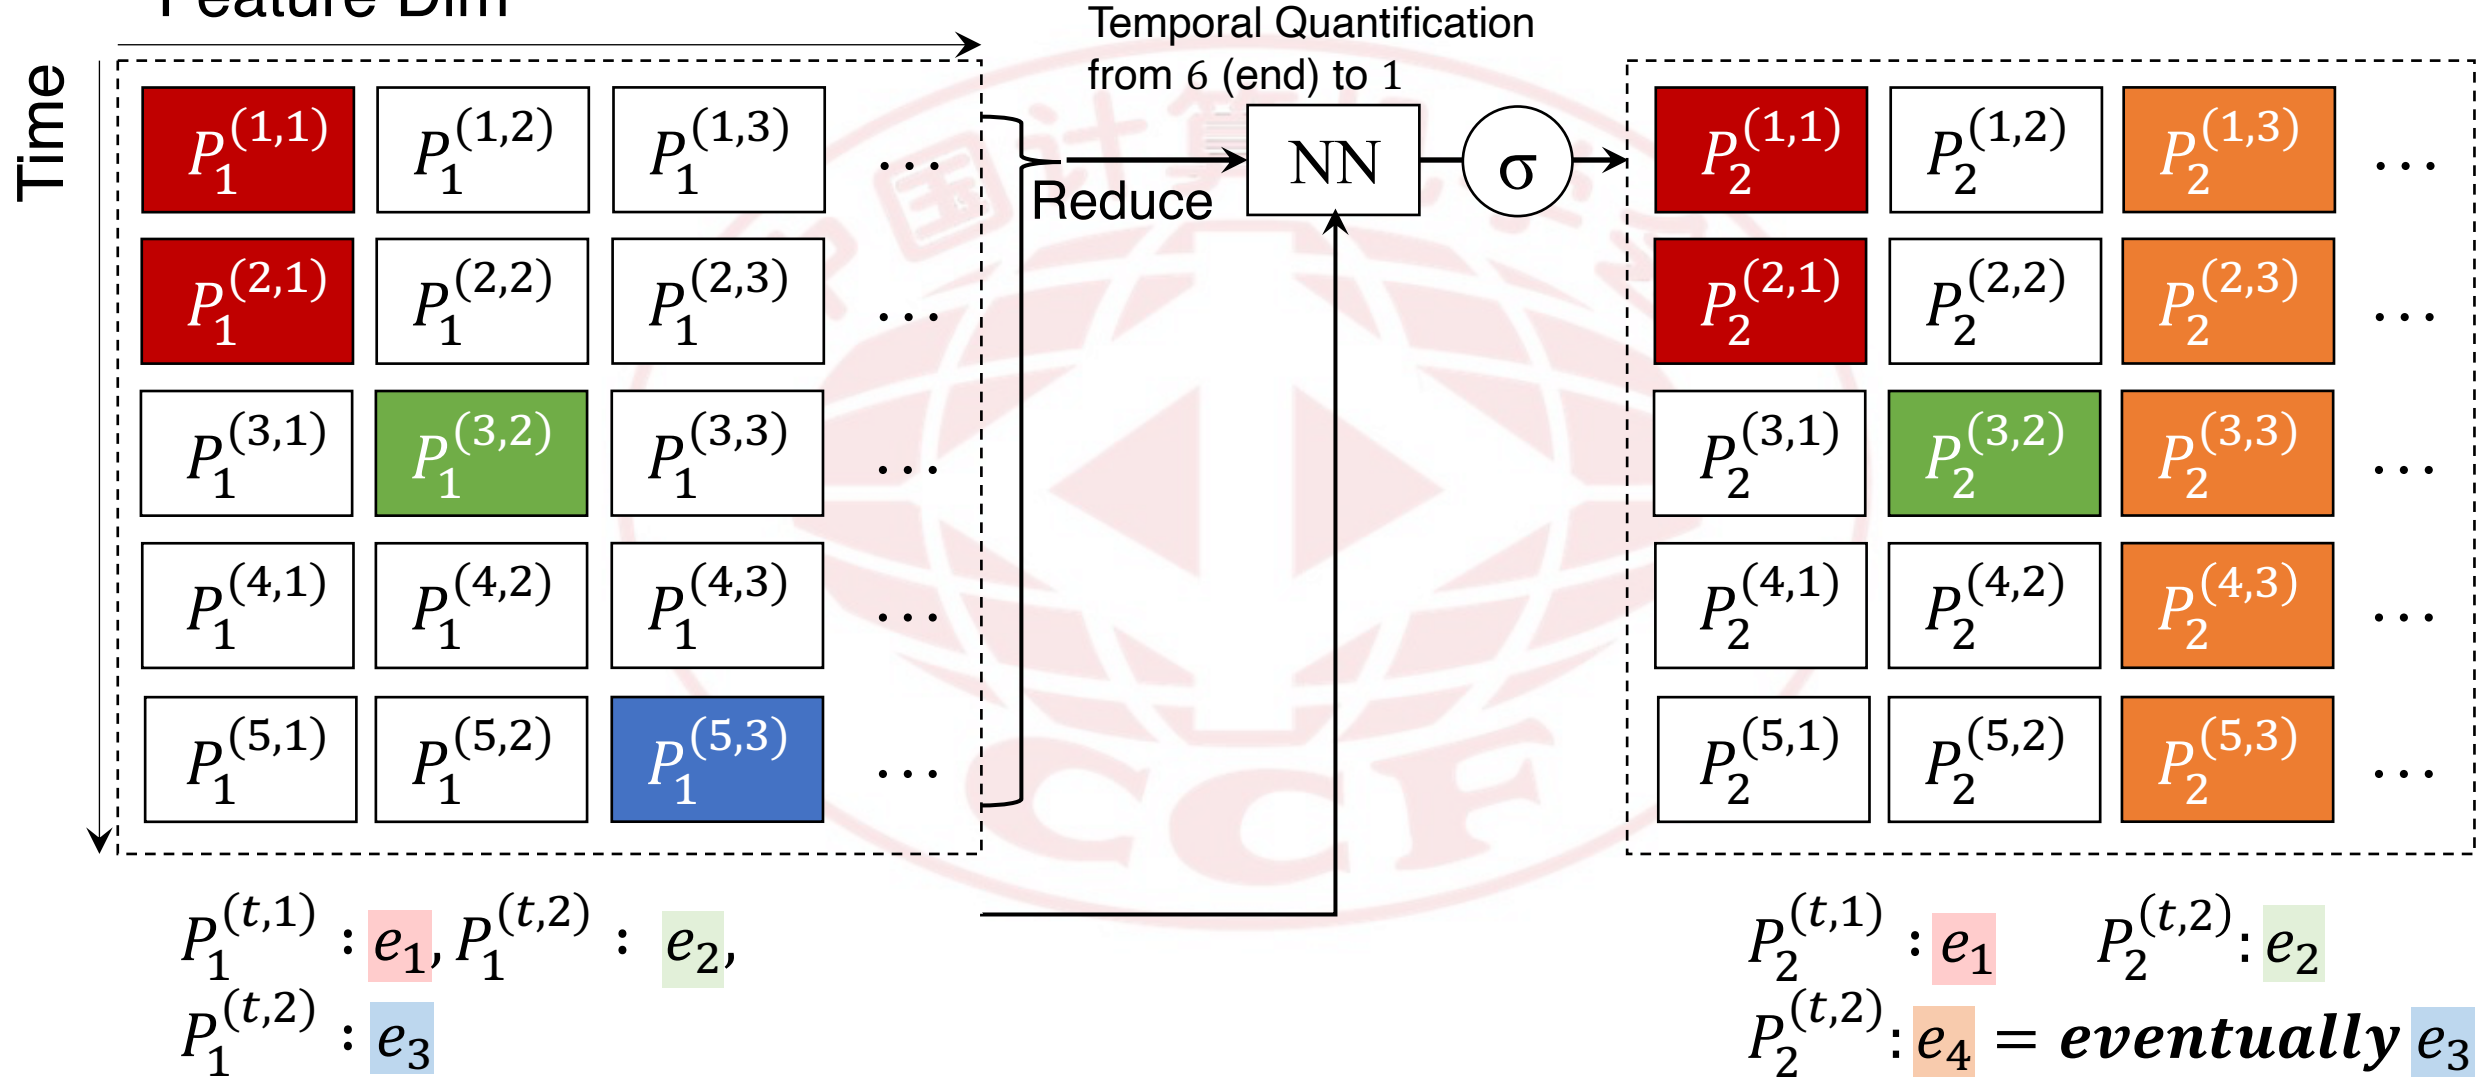 Feature Dim
Time
Temporal Quantification
from 6 (end) to 1
P_1^{(1,1)} P_1^{(1,2)} P_1^{(1,3)} ...
P_1^{(2,1)} P_1^{(2,2)} P_1^{(2,3)} ...
P_1^{(3,1)} P_1^{(3,2)} P_1^{(3,3)} ...
P_1^{(4,1)} P_1^{(4,2)} P_1^{(4,3)} ...
P_1^{(5,1)} P_1^{(5,2)} P_1^{(5,3)} ...
Reduce
NN
σ
P_2^{(1,1)} P_2^{(1,2)} P_2^{(1,3)} ...
P_2^{(2,1)} P_2^{(2,2)} P_2^{(2,3)} ...
P_2^{(3,1)} P_2^{(3,2)} P_2^{(3,3)} ...
P_2^{(4,1)} P_2^{(4,2)} P_2^{(4,3)} ...
P_2^{(5,1)} P_2^{(5,2)} P_2^{(5,3)} ...
P_1^{(t,1)} : e_1, P_1^{(t,2)} : e_2,
P_1^{(t,2)} : e_3
P_2^{(t,1)} : e_1 P_2^{(t,2)} : e_2
P_2^{(t,2)} : e_4 = eventually e_3
CCF